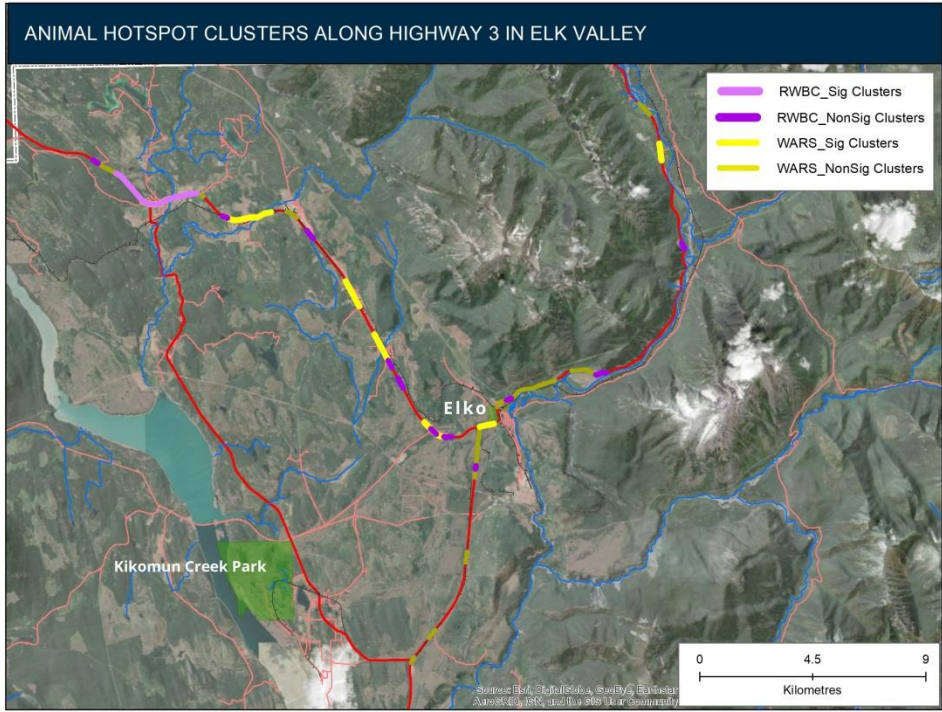 ANIMAL HOTSPOT CLUSTERS ALONG HIGHWAY 3 IN ELK VALLEY
RWBC_Sig Clusters
RWBC_NonSig Clusters
WARS_Sig Clusters
WARS_NonSig Clusters
Elko
Kikomun Creek Park
0 4.5 9
Kilometres
Source: Esri, DigitalGlobe, GeoEye, Earthstar
AeroGRID, IGN, and the GIS User Community